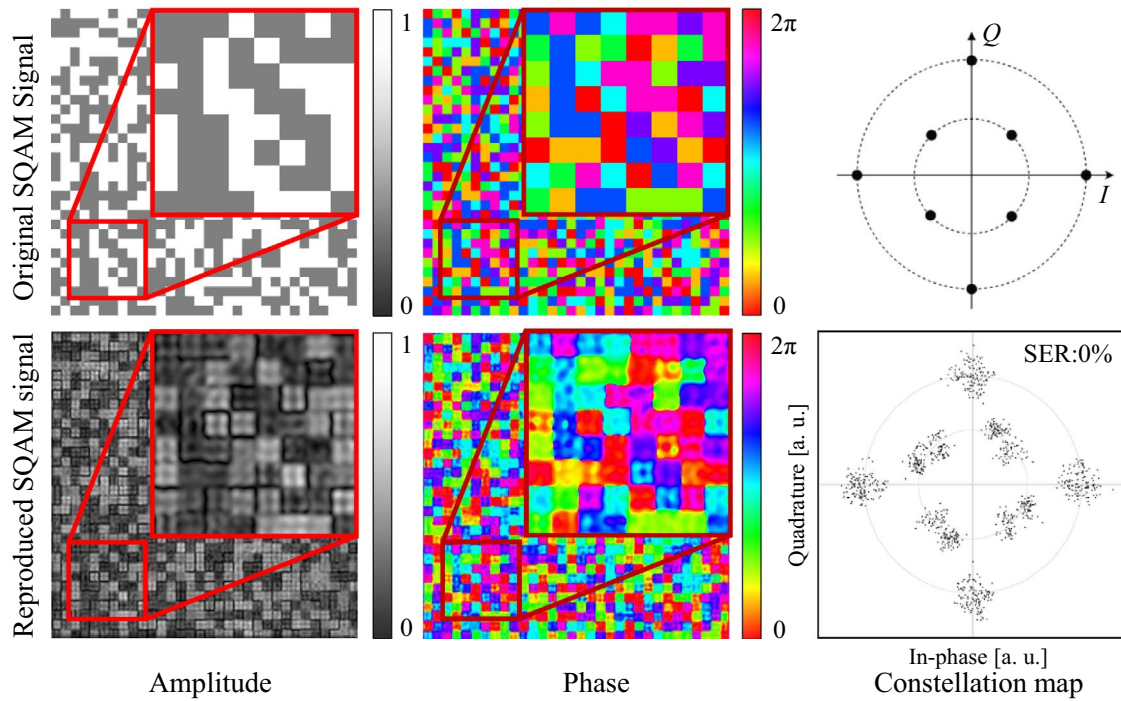 Original SQAM Signal
1
0
2π
0
Q
I
Reproduced SQAM signal
1
0
2π
0
SER:0%
Quadrature [a. u.]
In-phase [a. u.]
Amplitude
Phase
Constellation map